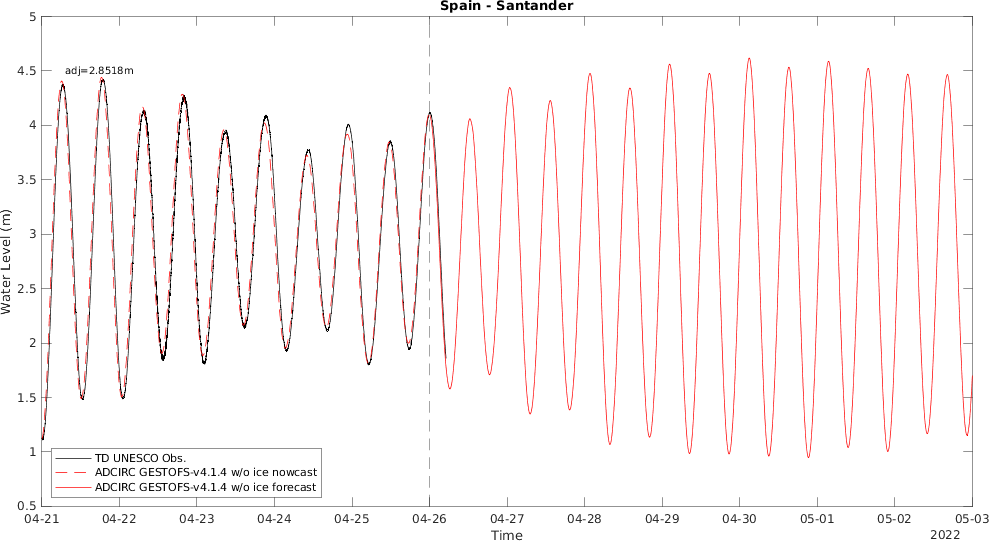 Spain - Santander
adj=2.8518m
Water Level (m)
5
4.5
4
3.5
3
2.5
2
1.5
1
0.5
TD UNESCO Obs.
ADCIRC GESTOFS-v4.1.4 w/o ice nowcast
ADCIRC GESTOFS-v4.1.4 w/o ice forecast
04-21 04-22 04-23 04-24 04-25 04-26 04-27 04-28 04-29 04-30 05-01 05-02 05-03
Time
2022